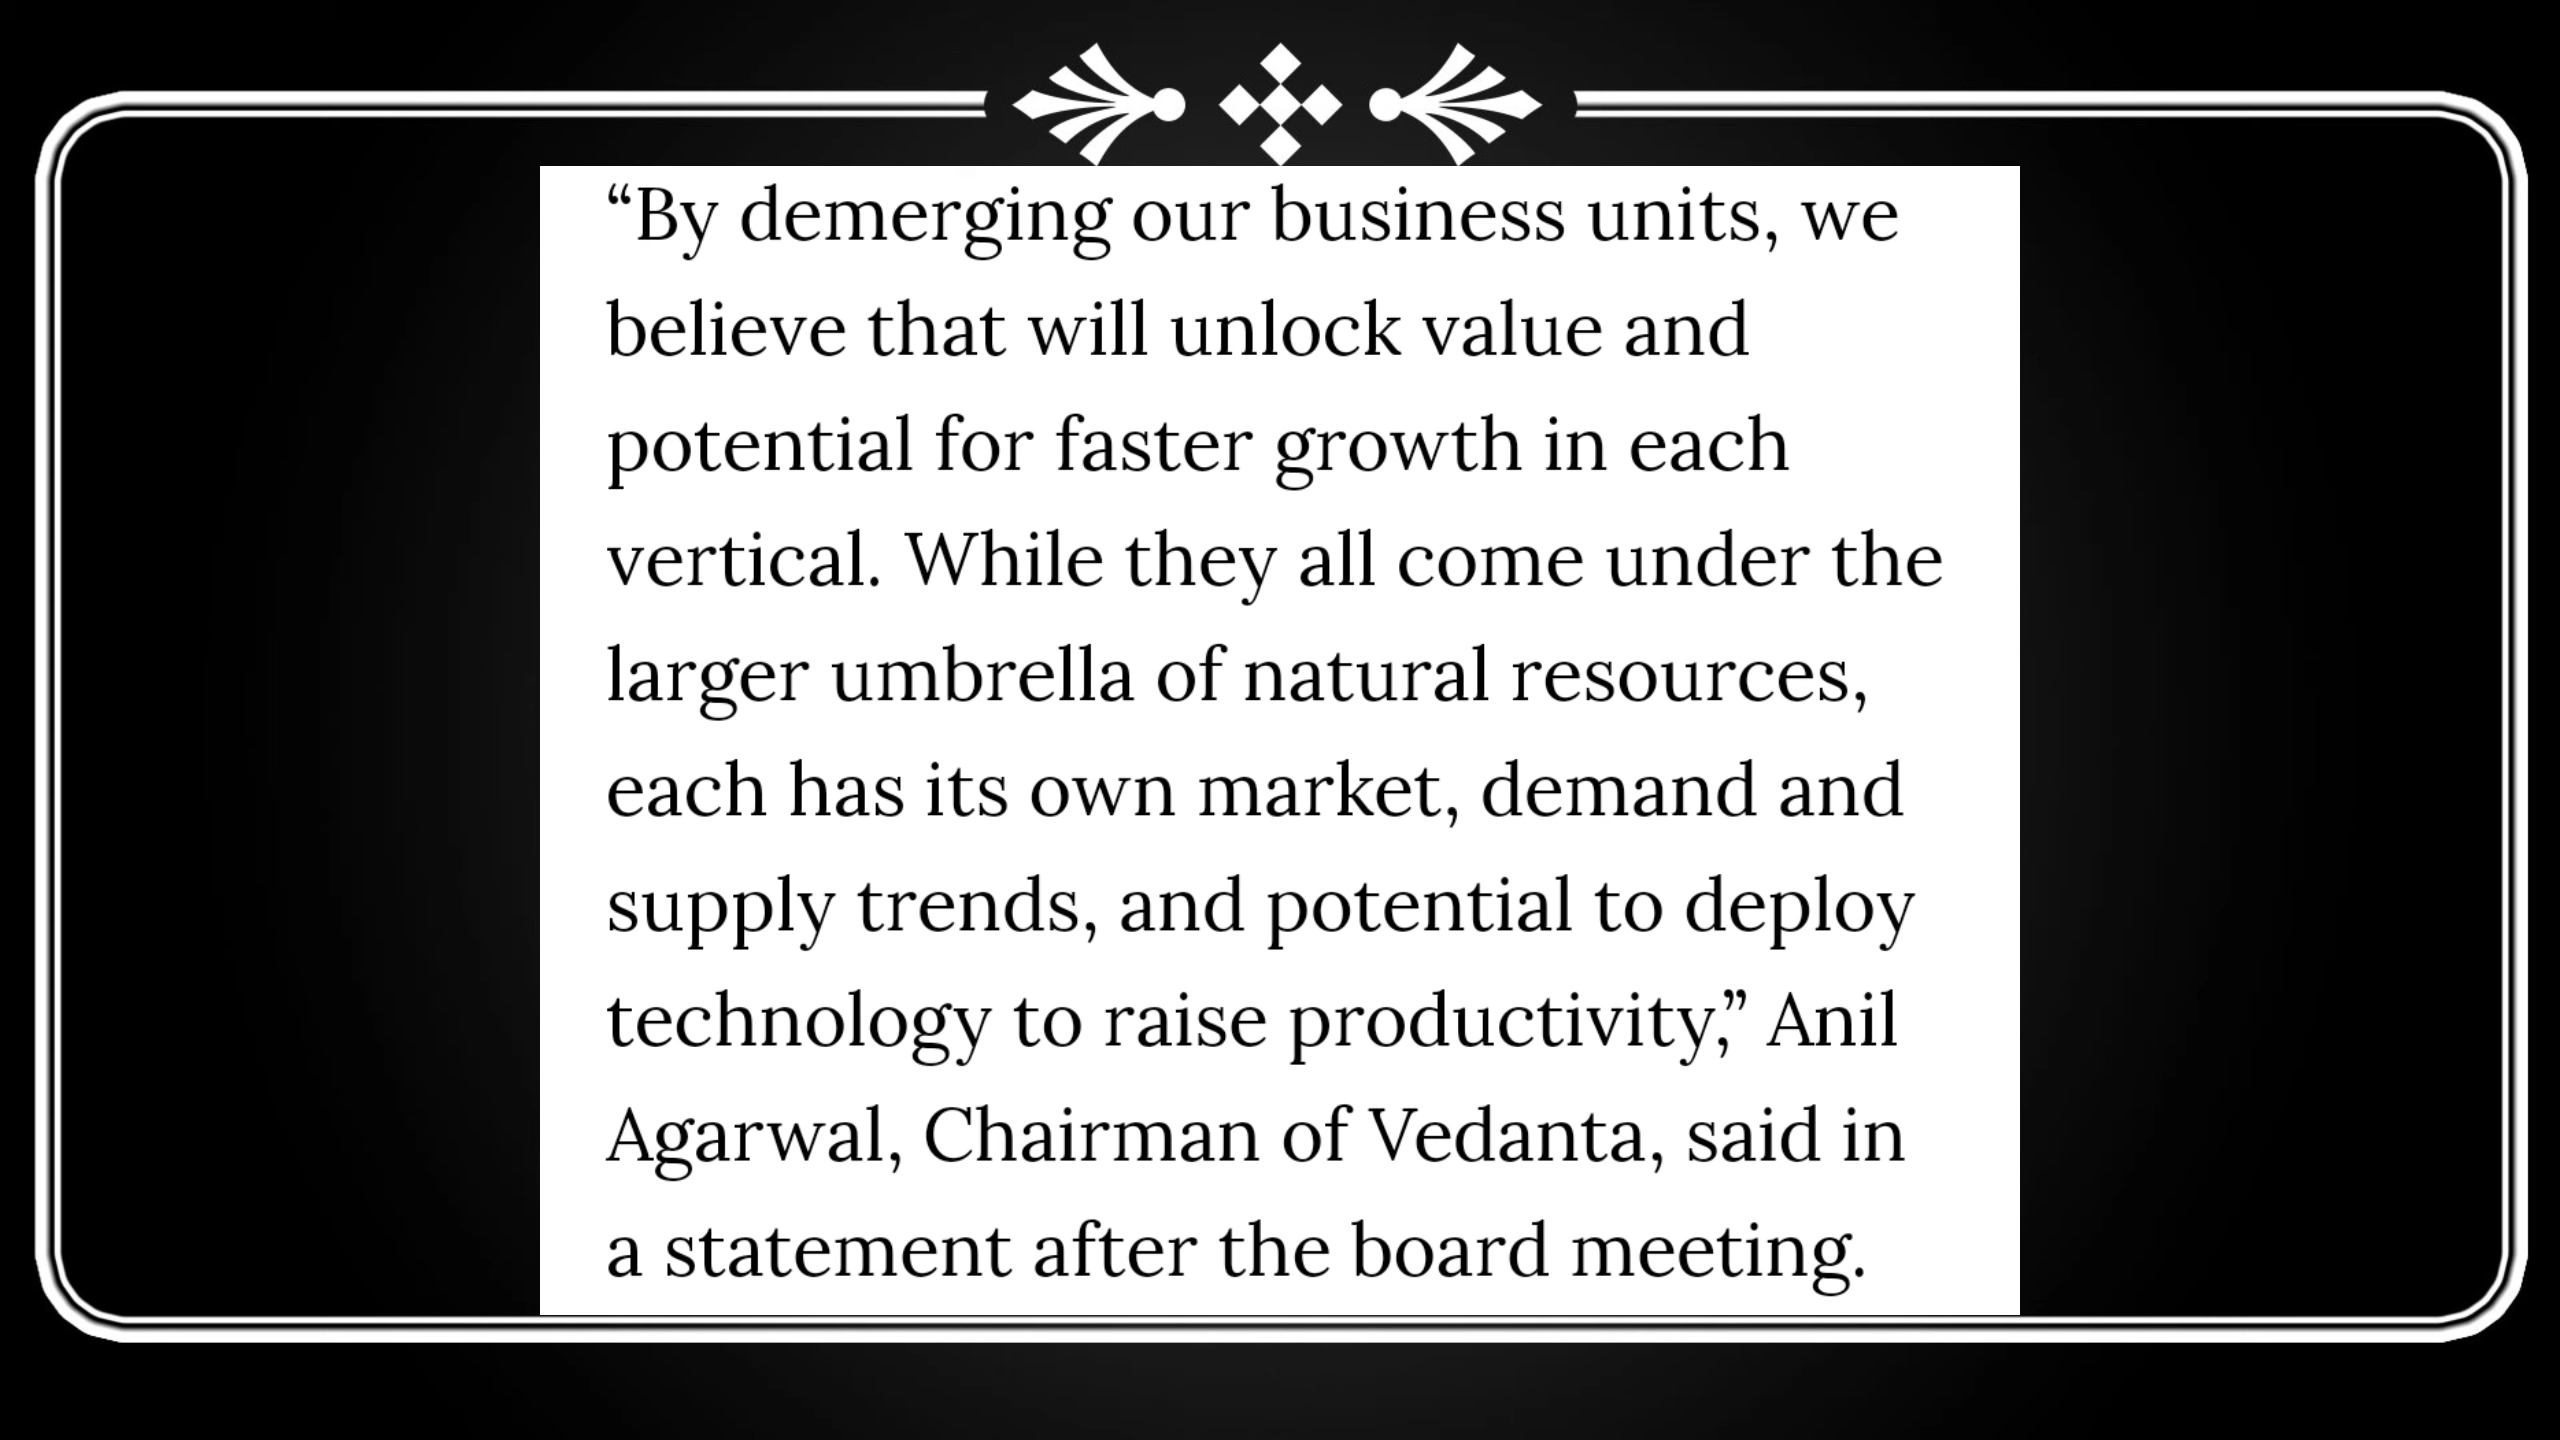 “By demerging our business units, we
believe that will unlock value and
potential for faster growth in each
vertical. While they all come under the
larger umbrella of natural resources,
each has its own market, demand and
supply trends, and potential to deploy
technology to raise productivity,” Anil
Agarwal, Chairman of Vedanta, said in
a statement after the board meeting.